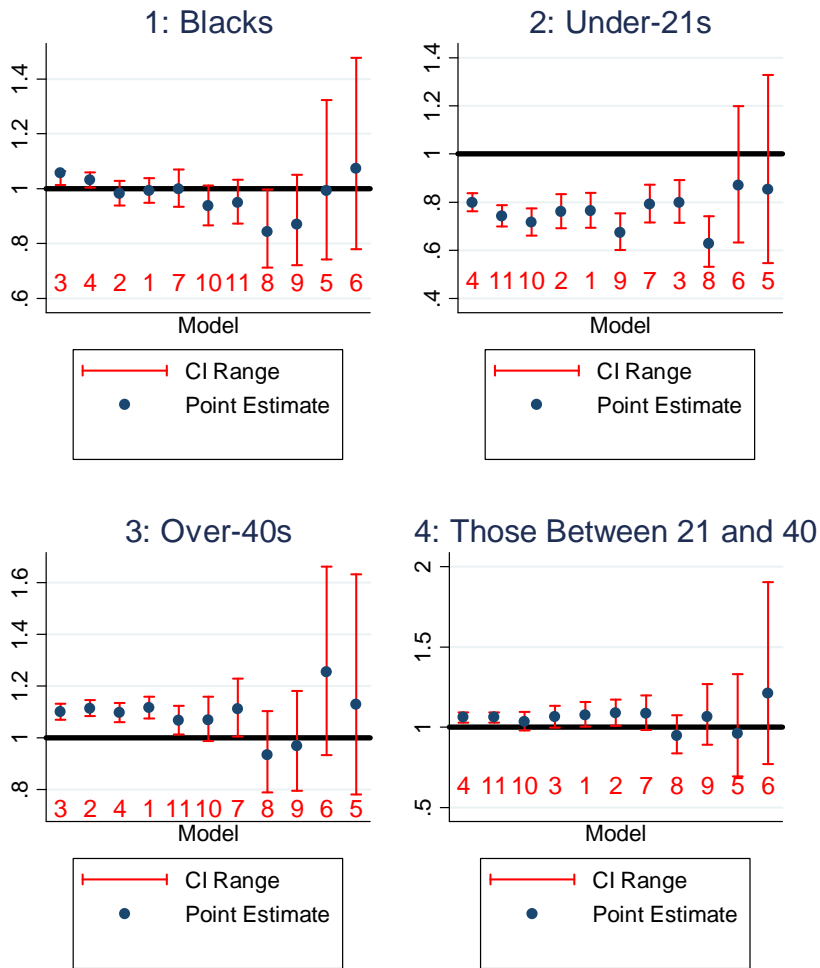 1: Blacks
1.4
1.2
1
.8
.6
3 4 2 1 7 10 11 8 9 5 6
Model
CI Range
Point Estimate
2: Under-21s
1.4
1.2
1
.8
.6
.4
4 11 10 2 1 9 7 3 8 6 5
Model
CI Range
Point Estimate
3: Over-40s
1.6
1.4
1.2
1
.8
3 2 4 1 11 10 7 8 9 6 5
Model
CI Range
Point Estimate
4: Those Between 21 and 40
2
1.5
1
.5
4 11 10 3 1 2 7 8 9 5 6
Model
CI Range
Point Estimate